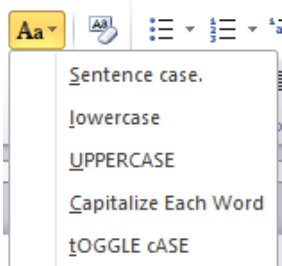 Aa
Sentence case.
lowercase
UPPERCASE
Capitalize Each Word
tOGGLE cASE